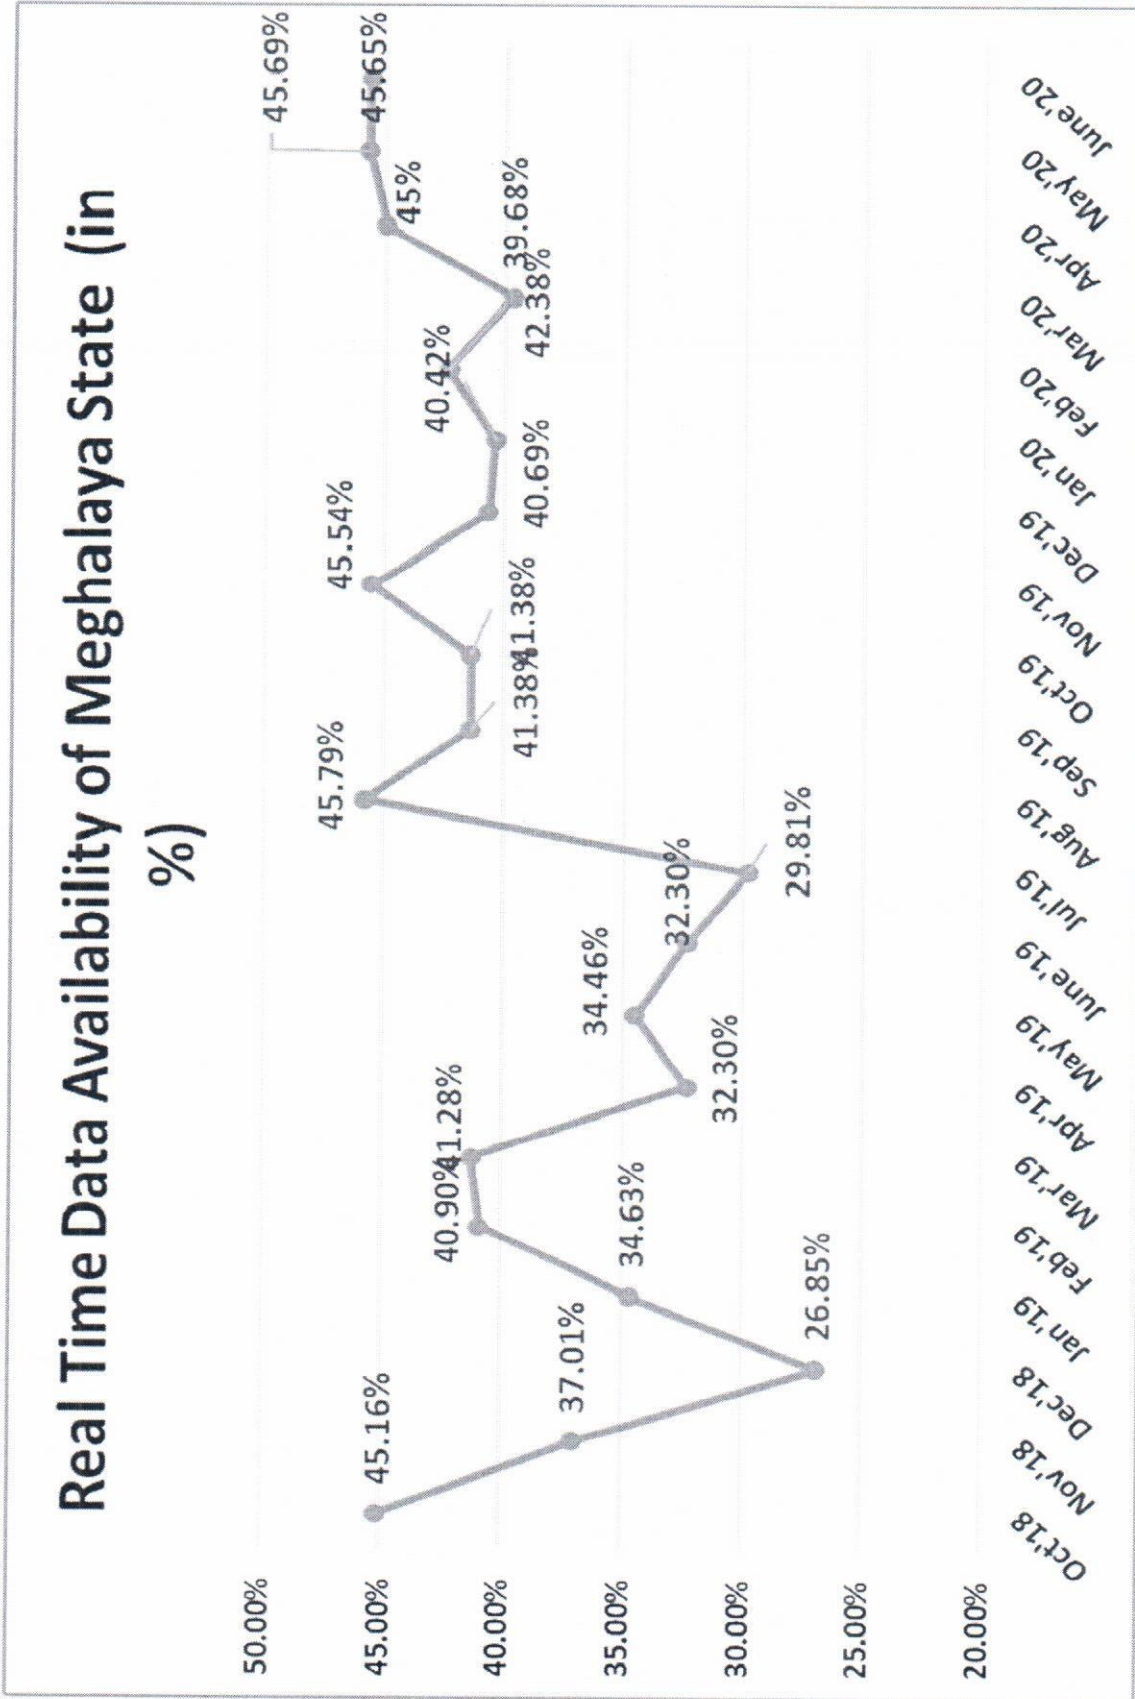 Real Time Data Availability of Meghalaya State (in
%)
50.00%
45.00%
40.00%
35.00%
30.00%
25.00%
20.00%
45.16%
37.01%
26.85%
34.63%
40.90%
41.28%
32.30%
34.46%
32.30%
29.81%
45.79%
41.38%
41.38%
45.54%
40.69%
40.42%
42.38%
39.68%
45%
45.69%
45.65%
Oct'18
Nov'18
Dec'18
Jan'19
Feb'19
Mar'19
Apr'19
May'19
June'19
Jul'19
Aug'19
Sep'19
Oct'19
Nov'19
Dec'19
Jan'20
Feb'20
Mar'20
Apr'20
May'20
June'20